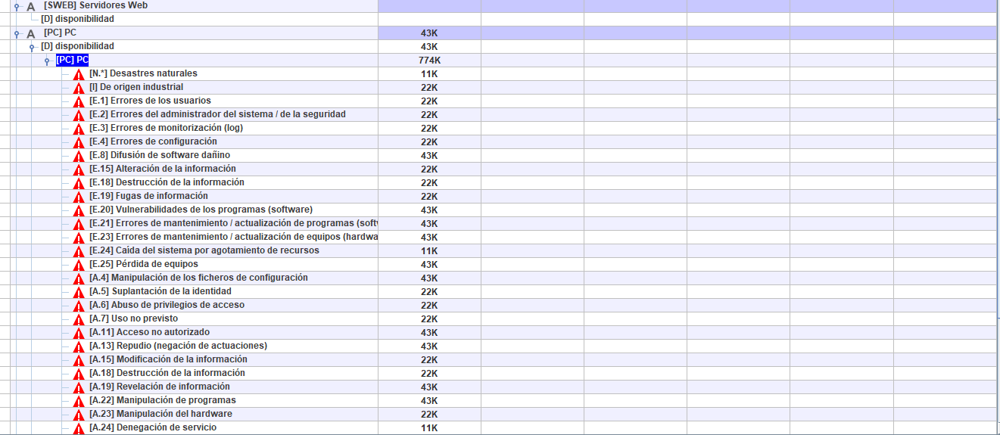 A [SWEB] Servidores Web
[D] disponibilidad
A [PC] PC 43K
[D] disponibilidad 43K
[PC] PC 774K
[N.*] Desastres naturales 11K
[I] De origen industrial 22K
[E.1] Errores de los usuarios 22K
[E.2] Errores del administrador del sistema / de la seguridad 22K
[E.3] Errores de monitorización (log) 22K
[E.4] Errores de configuración 22K
[E.8] Difusión de software dañino 43K
[E.15] Alteración de la información 22K
[E.18] Destrucción de la información 22K
[E.19] Fugas de información 22K
[E.20] Vulnerabilidades de los programas (software) 43K
[E.21] Errores de mantenimiento / actualización de programas (soft 43K
[E.23] Errores de mantenimiento / actualización de equipos (hardwa 43K
[E.24] Caída del sistema por agotamiento de recursos 11K
[E.25] Pérdida de equipos 43K
[A.4] Manipulación de los ficheros de configuración 43K
[A.5] Suplantación de la identidad 22K
[A.6] Abuso de privilegios de acceso 22K
[A.7] Uso no previsto 22K
[A.11] Acceso no autorizado 43K
[A.13] Repudio (negación de actuaciones) 43K
[A.15] Modificación de la información 22K
[A.18] Destrucción de la información 22K
[A.19] Revelación de información 43K
[A.22] Manipulación de programas 43K
[A.23] Manipulación del hardware 22K
[A.24] Denegación de servicio 11K